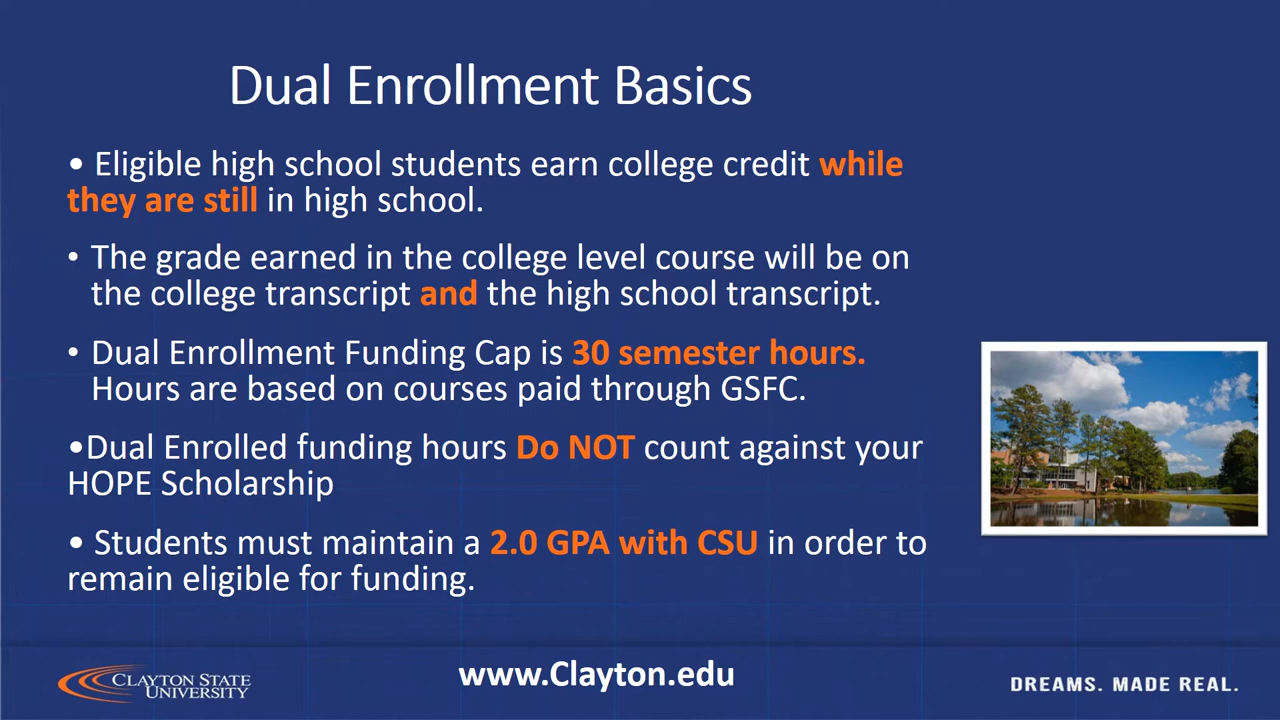 Dual Enrollment Basics
• Eligible high school students earn college credit while
they are still in high school.
• The grade earned in the college level course will be on
the college transcript and the high school transcript.
• Dual Enrollment Funding Cap is 30 semester hours.
Hours are based on courses paid through GSFC.
•Dual Enrolled funding hours Do NOT count against your
HOPE Scholarship
• Students must maintain a 2.0 GPA with CSU in order to
remain eligible for funding.
CLAYTON STATE
UNIVERSITY
www.Clayton.edu
DREAMS. MADE REAL.